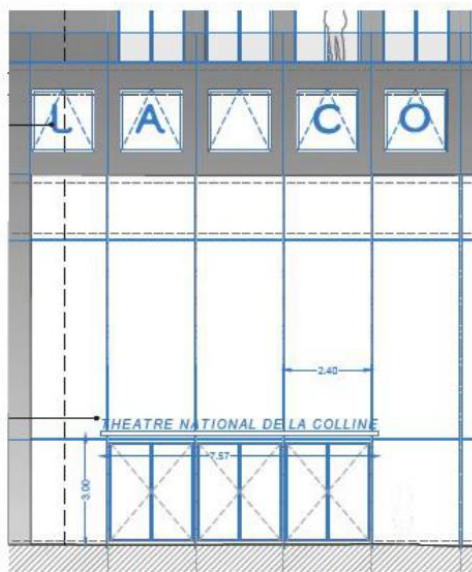 L A C O
2.40
THEATRE NATIONAL DE LA COLLINE
7.57
3.00